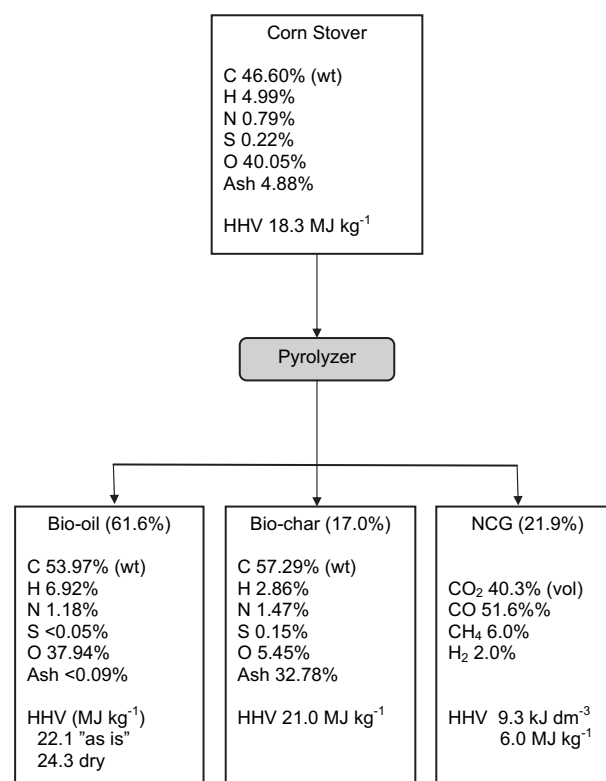 Corn Stover
C 46.60% (wt)
H 4.99%
N 0.79%
S 0.22%
O 40.05%
Ash 4.88%
HHV 18.3 MJ kg⁻¹
Pyrolyzer
Bio-oil (61.6%)
C 53.97% (wt)
H 6.92%
N 1.18%
S <0.05%
O 37.94%
Ash <0.09%
HHV (MJ kg⁻¹)
22.1 "as is"
24.3 dry
Bio-char (17.0%)
C 57.29% (wt)
H 2.86%
N 1.47%
S 0.15%
O 5.45%
Ash 32.78%
HHV 21.0 MJ kg⁻¹
NCG (21.9%)
CO₂ 40.3% (vol)
CO 51.6%%
CH₄ 6.0%
H₂ 2.0%
HHV 9.3 kJ dm⁻³
6.0 MJ kg⁻¹